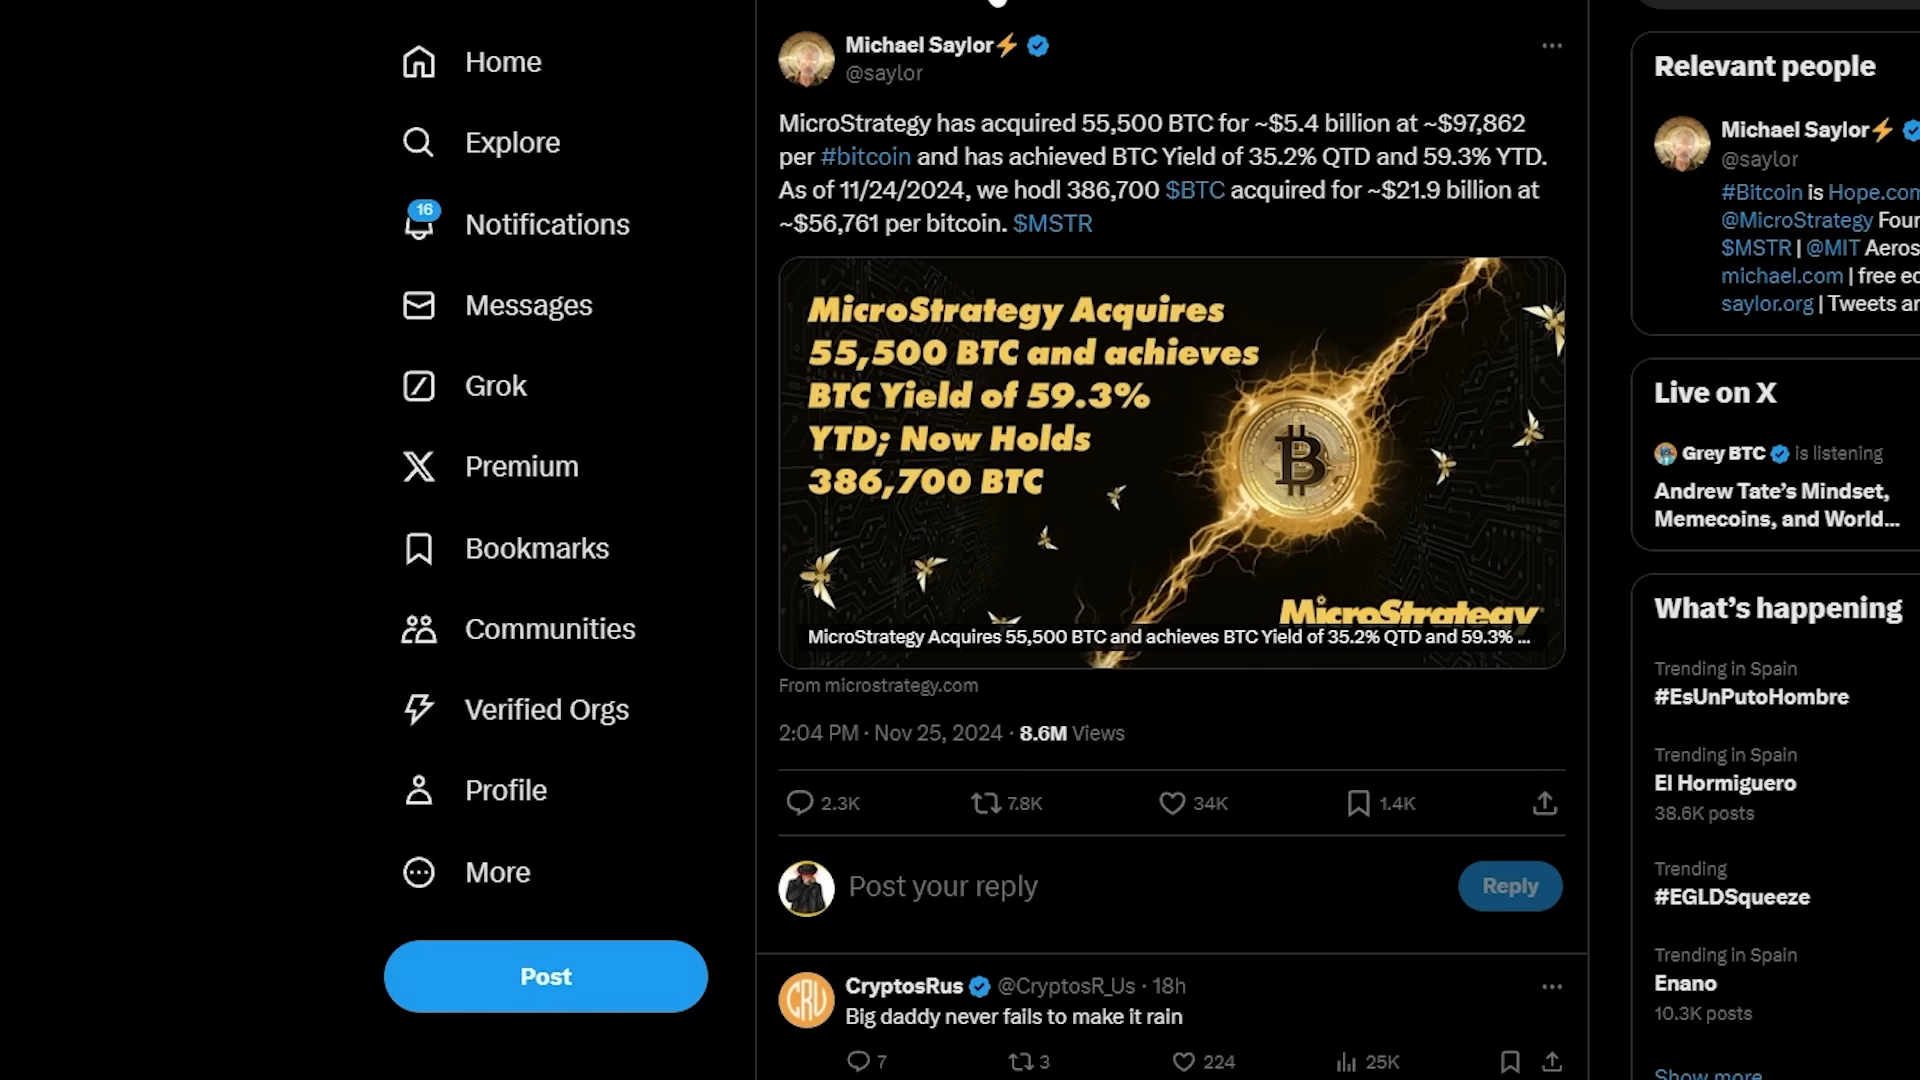 Home
Explore
16
Notifications
Messages
Grok
Premium
Bookmarks
Communities
Verified Orgs
Profile
More
Post
Michael Saylor⚡
@saylor
MicroStrategy has acquired 55,500 BTC for ~$5.4 billion at ~$97,862
per #bitcoin and has achieved BTC Yield of 35.2% QTD and 59.3% YTD.
As of 11/24/2024, we hodl 386,700 $BTC acquired for ~$21.9 billion at
~$56,761 per bitcoin. $MSTR
MicroStrategy Acquires
55,500 BTC and achieves
BTC Yield of 59.3%
YTD; Now Holds
386,700 BTC
MicroStrategy
MicroStrategy Acquires 55,500 BTC and achieves BTC Yield of 35.2% QTD and 59.3% ...
From microstrategy.com
2:04 PM · Nov 25, 2024 · 8.6M Views
2.3K 7.8K 34K 1.4K
Post your reply
Reply
CRU
CryptosRus @CryptosR_Us · 18h
Big daddy never fails to make it rain
7 3 224 25K
Relevant people
Michael Saylor⚡
@saylor
#Bitcoin is Hope.com
@MicroStrategy Four
$MSTR | @MIT Aeros
michael.com | free ed
saylor.org | Tweets ar
Live on X
Grey BTC is listening
Andrew Tate's Mindset,
Memecoins, and World...
What's happening
Trending in Spain
#EsUnPutoHombre
Trending in Spain
El Hormiguero
38.6K posts
Trending
#EGLDSqueeze
Trending in Spain
Enano
10.3K posts
Show more